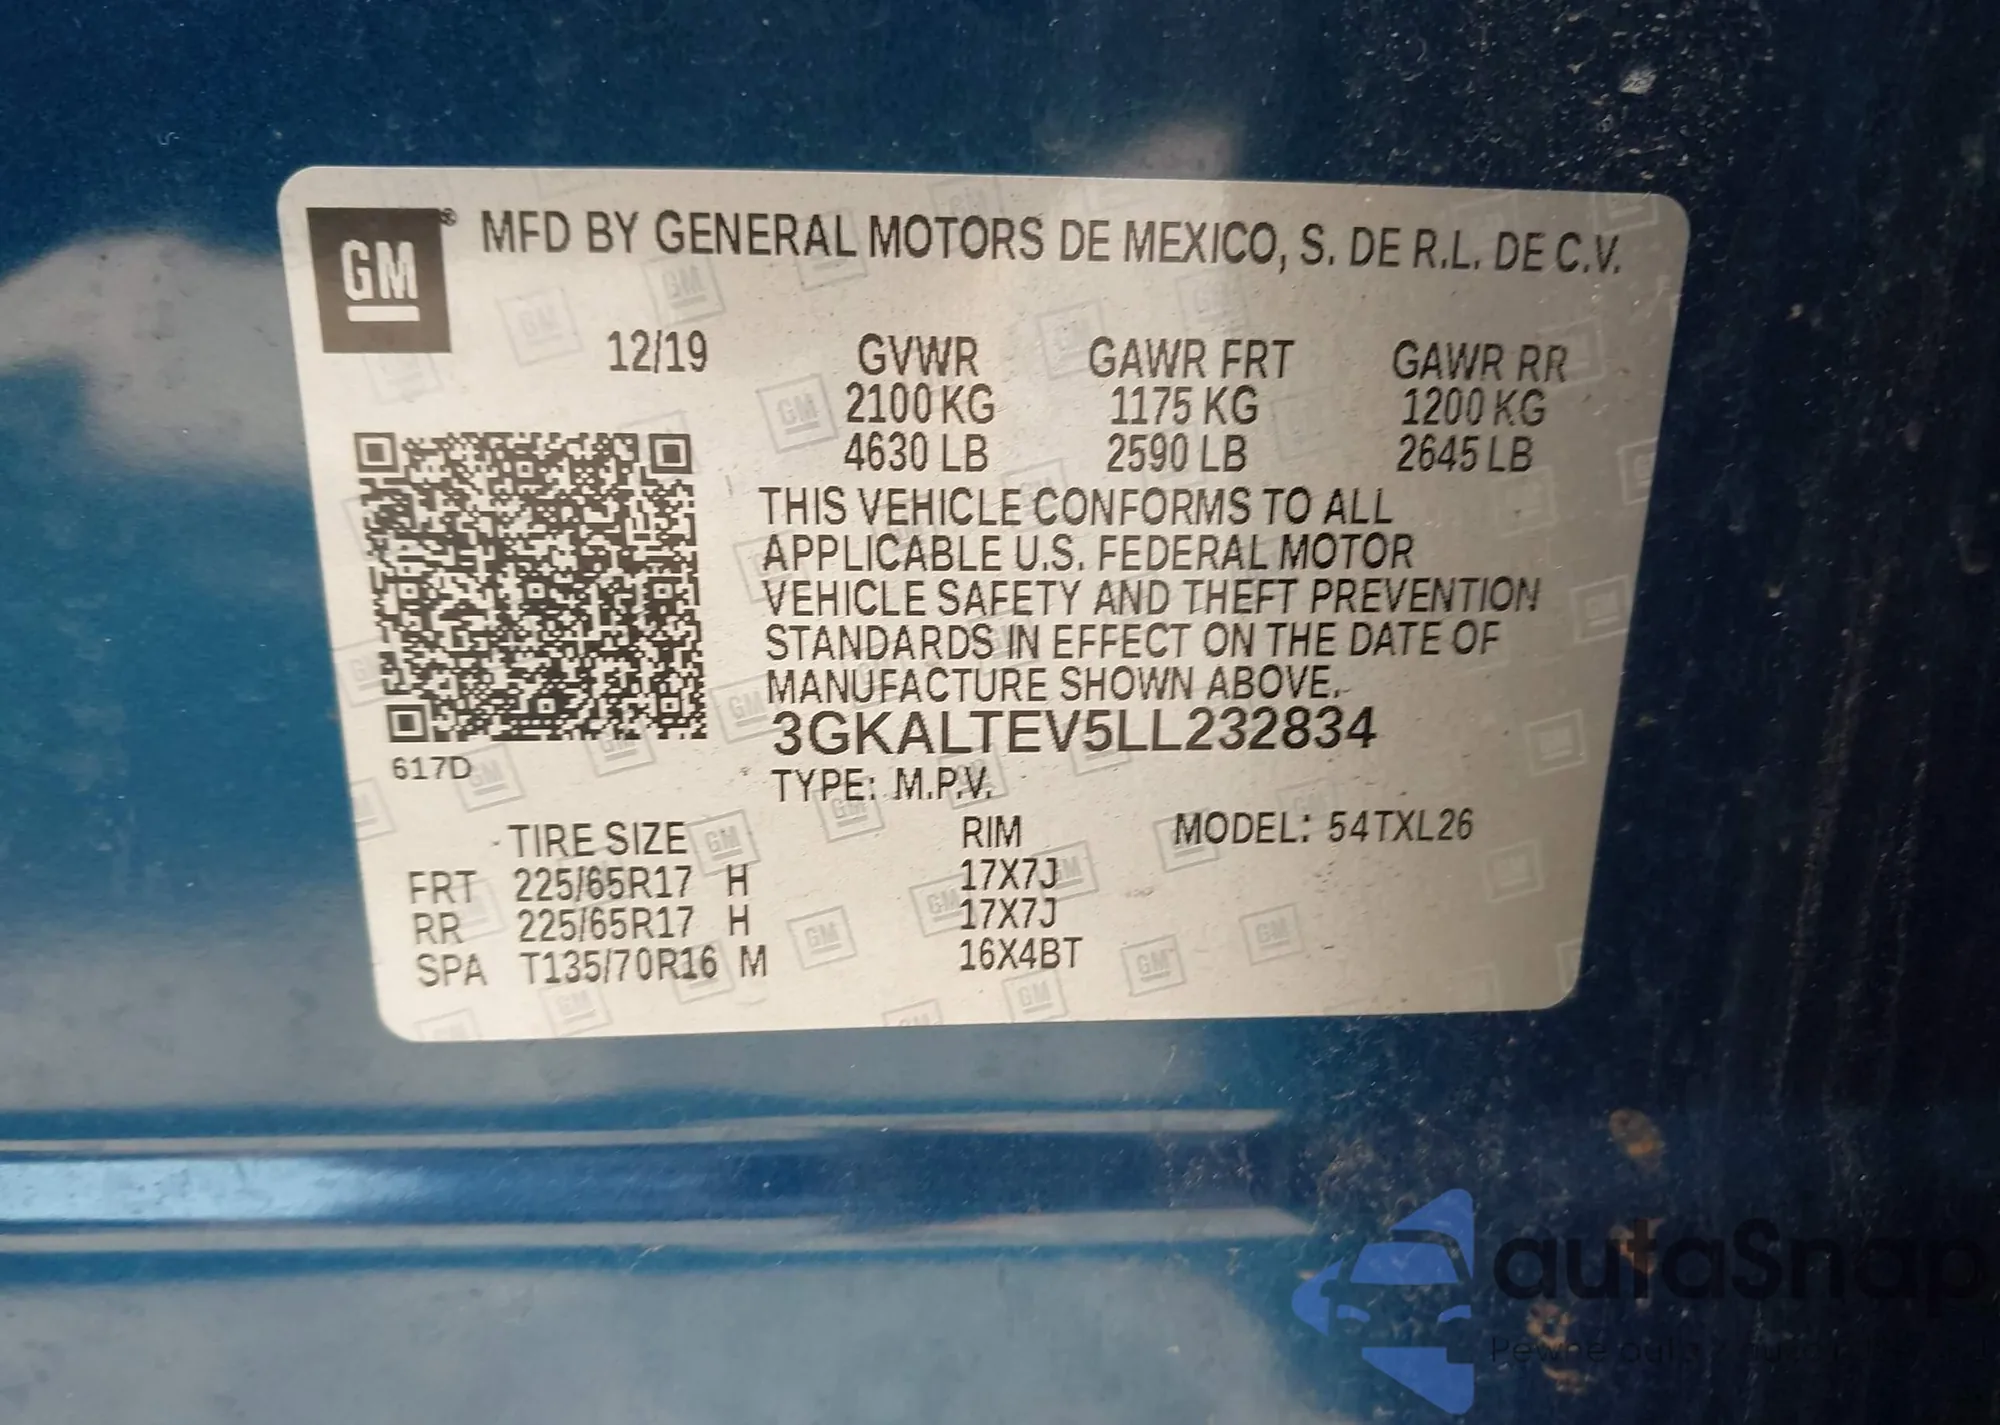 GM ® MFD BY GENERAL MOTORS DE MEXICO, S. DE R.L. DE C.V.
12/19 GVWR GAWR FRT GAWR RR
2100 KG 1175 KG 1200 KG
4630 LB 2590 LB 2645 LB
THIS VEHICLE CONFORMS TO ALL
APPLICABLE U.S. FEDERAL MOTOR
VEHICLE SAFETY AND THEFT PREVENTION
STANDARDS IN EFFECT ON THE DATE OF
MANUFACTURE SHOWN ABOVE.
3GKALTEV5LL232834
617D
TYPE: M.P.V.
TIRE SIZE RIM MODEL: 54TXL26
FRT 225/65R17 H 17X7J
RR 225/65R17 H 17X7J
SPA T135/70R16 M 16X4BT
autaSnap
Pewne auta z